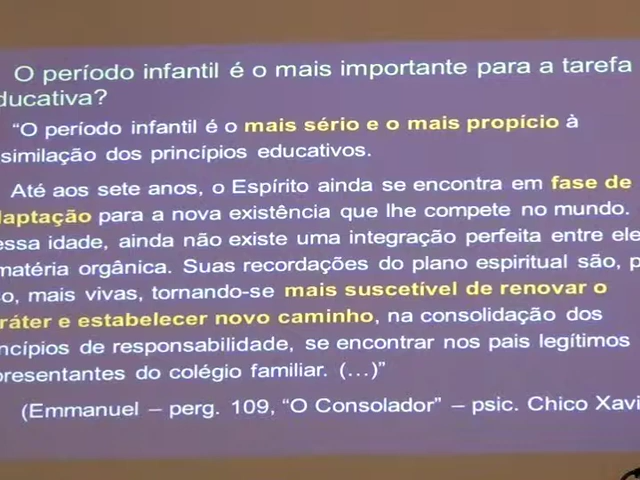 O período infantil é o mais importante para a tarefa
ducativa?
"O período infantil é o mais sério e o mais propício à
similação dos princípios educativos.
Até aos sete anos, o Espírito ainda se encontra em fase de
laptação para a nova existência que lhe compete no mundo.
essa idade, ainda não existe uma integração perfeita entre ele
matéria orgânica. Suas recordações do plano espiritual são, p
o, mais vivas, tornando-se mais suscetível de renovar o
ráter e estabelecer novo caminho, na consolidação dos
ncípios de responsabilidade, se encontrar nos pais legítimos
presentantes do colégio familiar. (...)"
(Emmanuel – perg. 109, "O Consolador" – psic. Chico Xavi